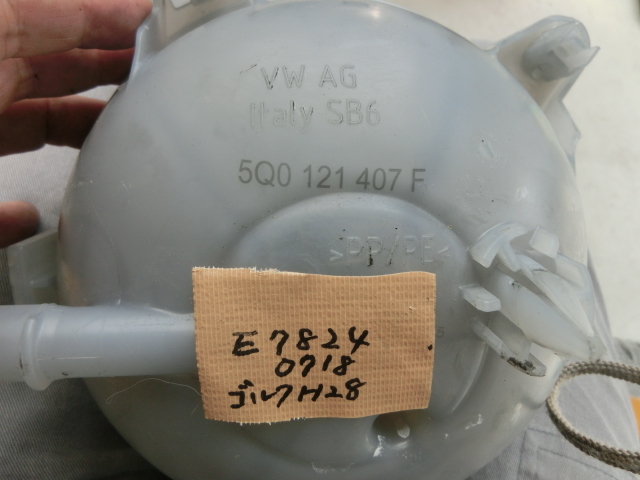 VW AG
Italy SB6
5Q0 121 407 F
>PP/PE<
E7824
0718
ゴルフH28